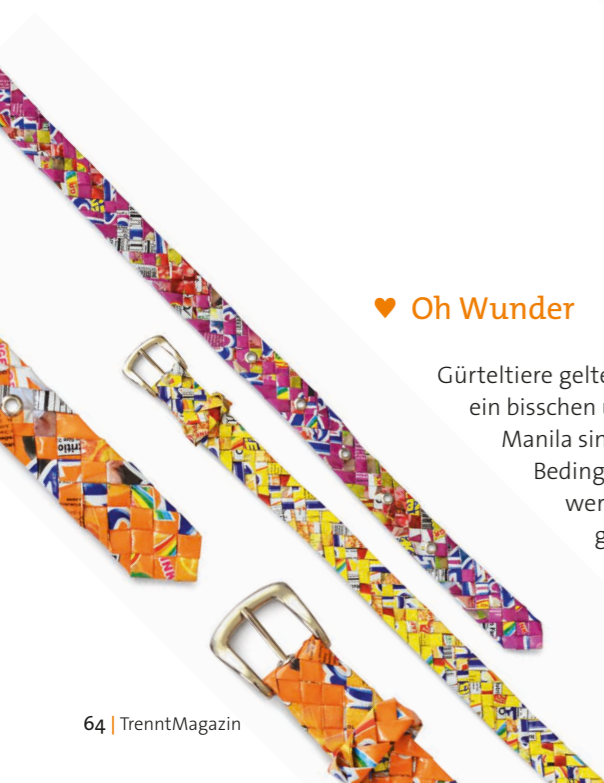 ♥ Oh Wunder
Gürteltiere gelte
ein bisschen
Manila sin
Beding
wer
g
64 | TrenntMagazin